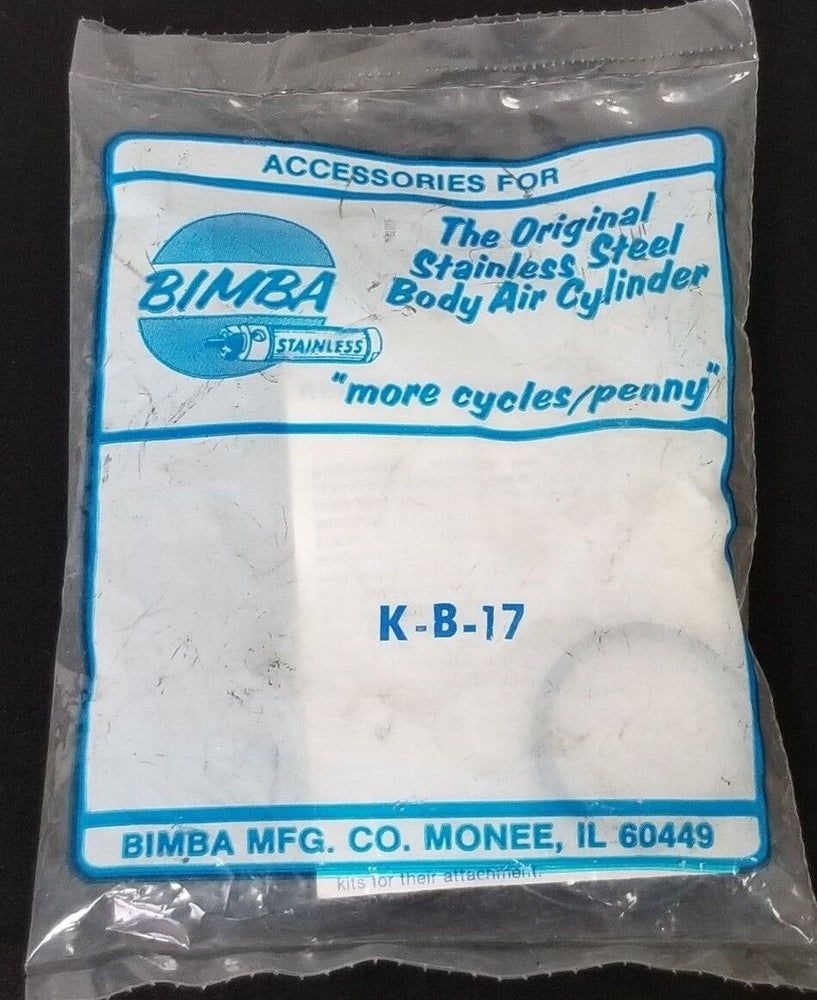 ACCESSORIES FOR
BIMBA
STAINLESS
The Original
Stainless Steel
Body Air Cylinder
"more cycles/penny"
K-B-17
BIMBA MFG. CO. MONEE, IL 60449
kits for their attachment.